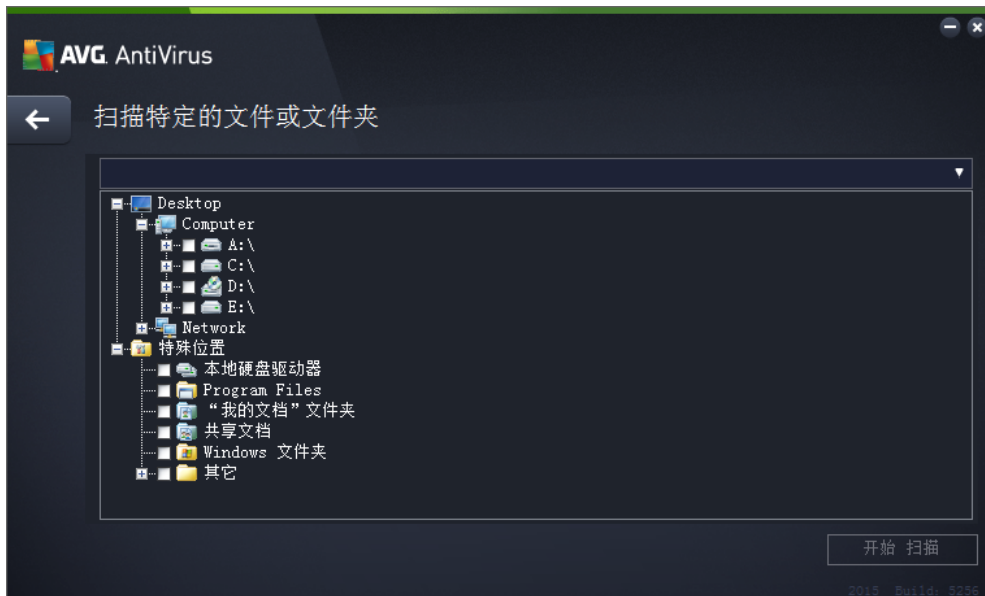 AVG. AntiVirus
扫描特定的文件或文件夹
Desktop
Computer
A:\
C:\
D:\
E:\
Network
特殊位置
本地硬盘驱动器
Program Files
“我的文档”文件夹
共享文档
Windows 文件夹
其它
开始 扫描
2015 Build: 5256